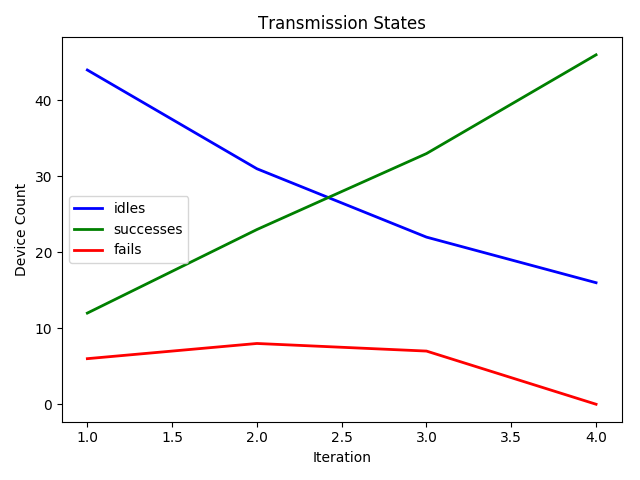 Transmission States
Device Count
40
30
20
10
0
idles
successes
fails
1.0 1.5 2.0 2.5 3.0 3.5 4.0
Iteration